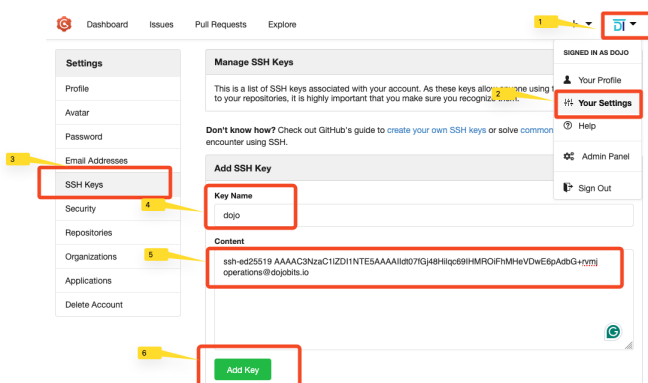 Dashboard Issues Pull Requests Explore
1
SIGNED IN AS DOJO
Your Profile
2
Your Settings
Help
Admin Panel
Sign Out
Settings
Profile
Avatar
Password
Email Addresses
3
SSH Keys
Security
Repositories
Organizations
Applications
Delete Account
Manage SSH Keys
This is a list of SSH keys associated with your account. As these keys allow anyone using
to your repositories, it is highly important that you make sure you recognize them.
Don't know how? Check out GitHub's guide to create your own SSH keys or solve common
encounter using SSH.
Add SSH Key
4
Key Name
dojo
Content
5
ssh-ed25519 AAAAC3NzaC1lZDI1NTE5AAAAIIdt07fGj48Hilqc69IHMROiFhMHeVDwE6pAdbG+rvmj
operations@dojobits.io
6
Add Key